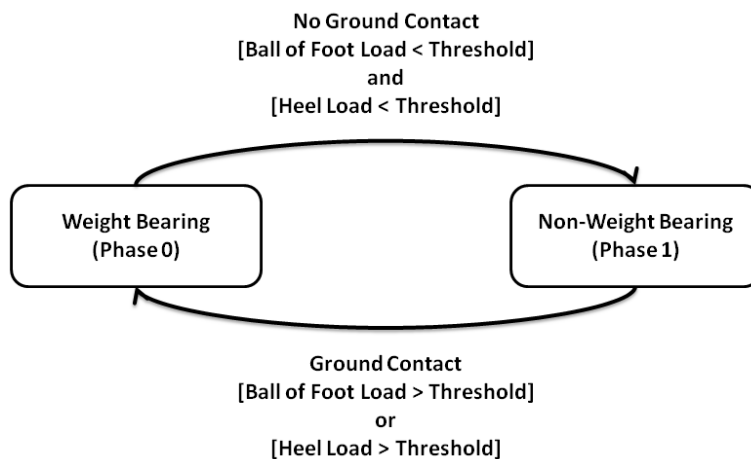 No Ground Contact
[Ball of Foot Load < Threshold]
and
[Heel Load < Threshold]
Weight Bearing
(Phase 0)
Non-Weight Bearing
(Phase 1)
Ground Contact
[Ball of Foot Load > Threshold]
or
[Heel Load > Threshold]